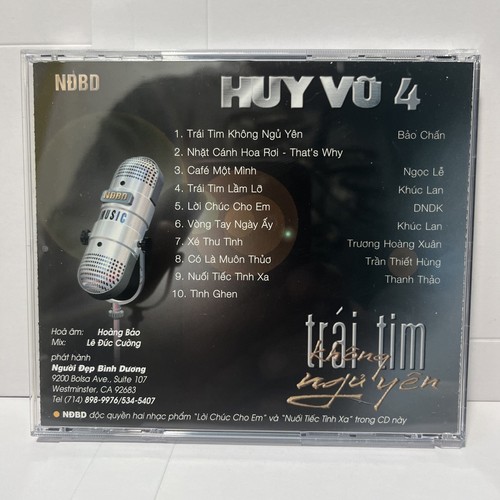 NĐBD
HUY VŨ 4
1. Trái Tim Không Ngủ Yên Bảo Chấn
2. Nhặt Cánh Hoa Rơi - That's Why
3. Café Một Mình Ngọc Lễ
4. Trái Tim Lầm Lỡ Khúc Lan
5. Lời Chúc Cho Em DNDK
6. Vòng Tay Ngày Ấy Khúc Lan
7. Xé Thư Tình Trương Hoàng Xuân
8. Có Là Muôn Thuở Trần Thiết Hùng
9. Nuối Tiếc Tình Xa Thanh Thảo
10. Tình Ghen
NĐBD
MUSIC
Hoà âm: Hoàng Bảo
Mix: Lê Đức Cường
phát hành
Người Đẹp Bình Dương
9200 Bolsa Ave., Suite 107
Westminster, CA 92683
Tel (714) 898-9976/534-5407
trái tim
không
ngủ yên
NĐBD độc quyền hai nhạc phẩm "Lời Chúc Cho Em" và "Nuối Tiếc Tình Xa" trong CD này